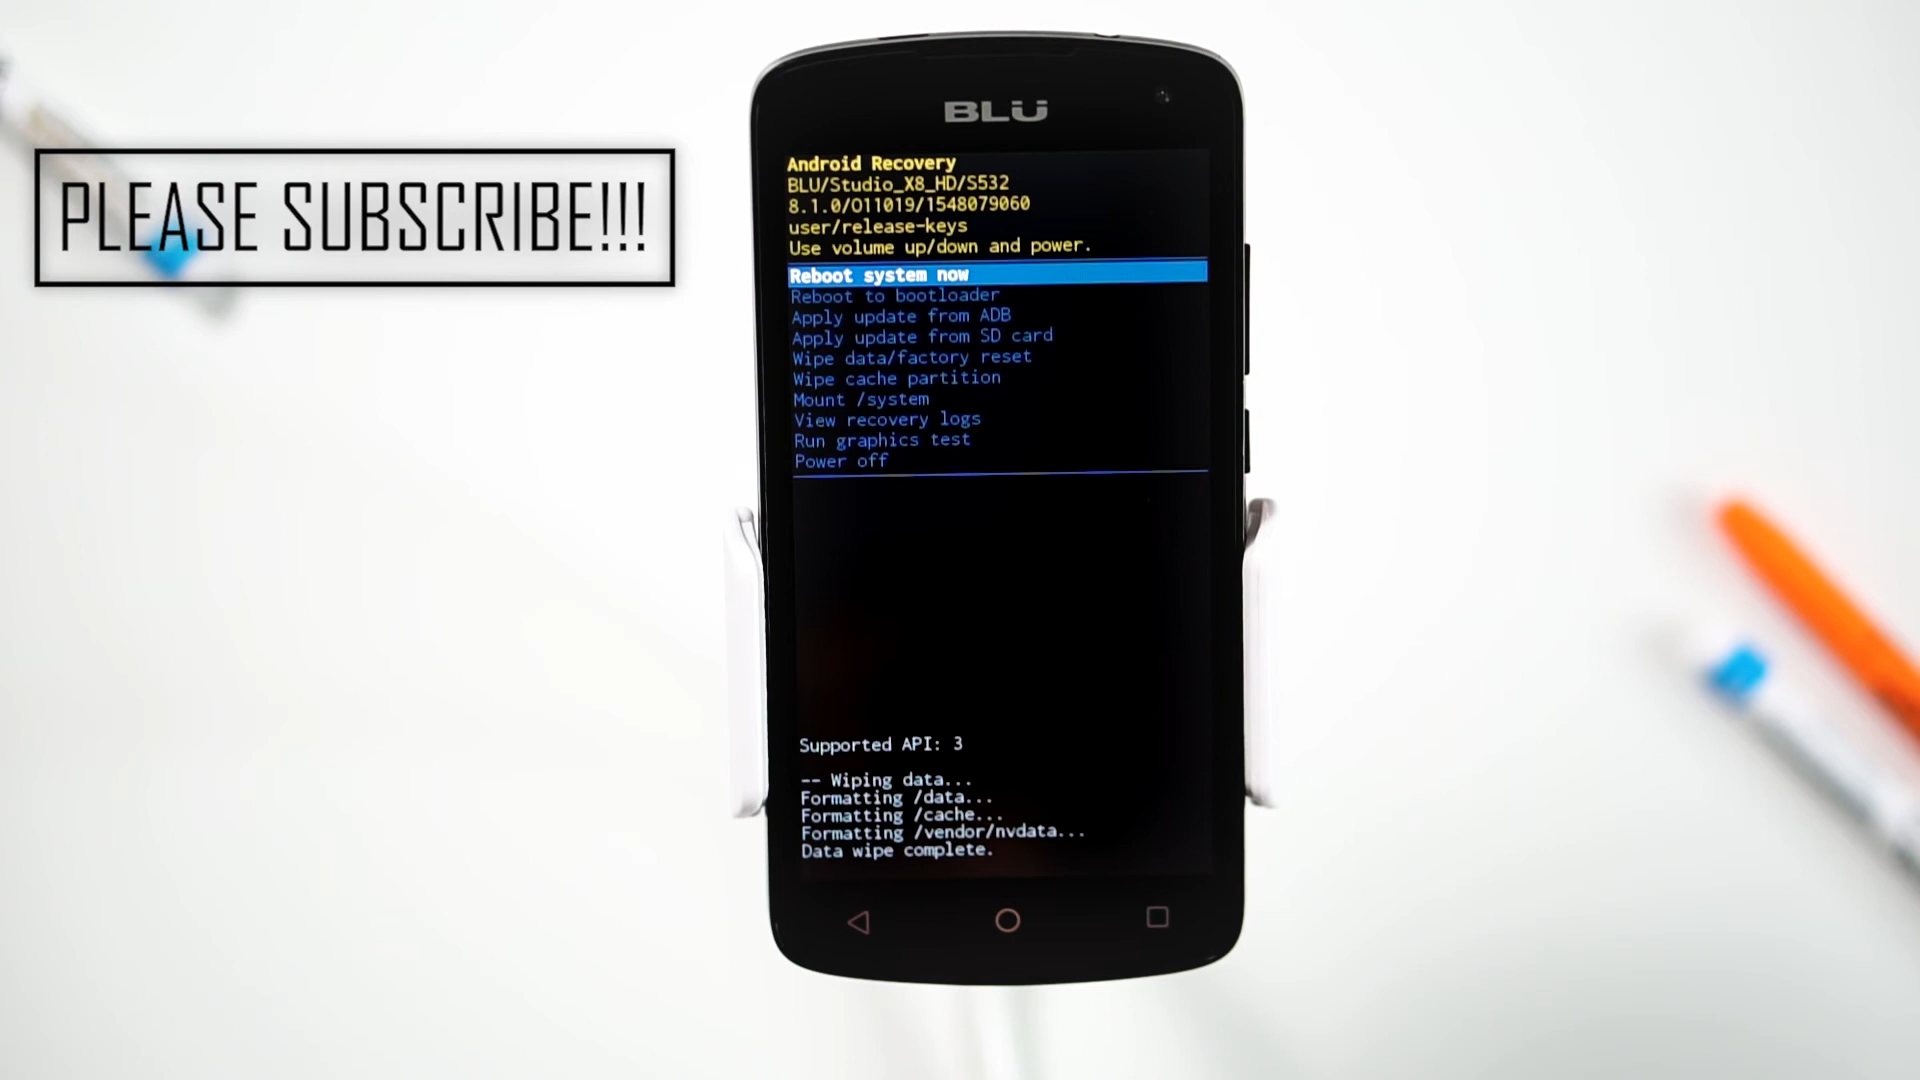 PLEASE SUBSCRIBE!!!
BLU
Android Recovery
BLU/Studio_X8_HD/S532
8.1.0/O11019/1548079060
user/release-keys
Use volume up/down and power.
Reboot system now
Reboot to bootloader
Apply update from ADB
Apply update from SD card
Wipe data/factory reset
Wipe cache partition
Mount /system
View recovery logs
Run graphics test
Power off
Supported API: 3
-- Wiping data...
Formatting /data...
Formatting /cache...
Formatting /vendor/nvdata...
Data wipe complete.